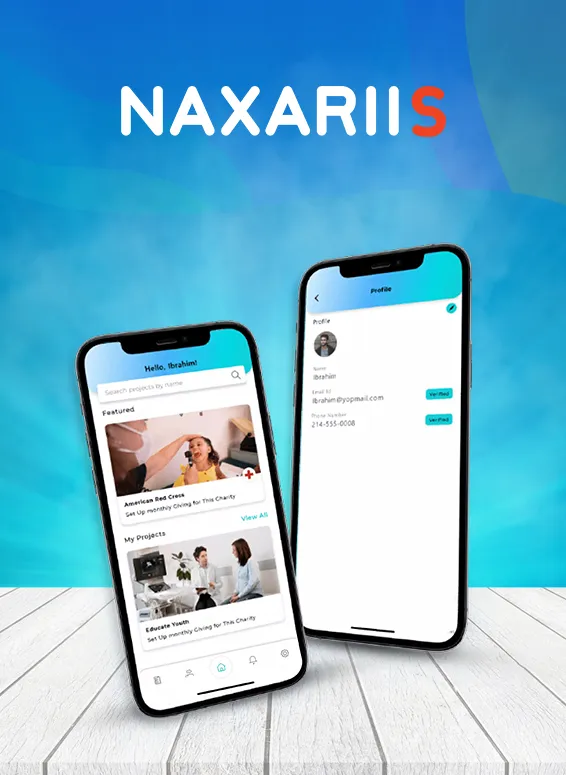 NAXARIIS
Hello, Ibrahim!
Search projects by name
Featured
American Red Cross
Set Up monthly Giving for This Charity
View All
My Projects
Educate Youth
Set Up monthly Giving for This Charity
Profile
Profile
Name
Ibrahim
Email ID
ibrahim@yopmail.com
Verified
Phone Number
214-555-0008
Verified